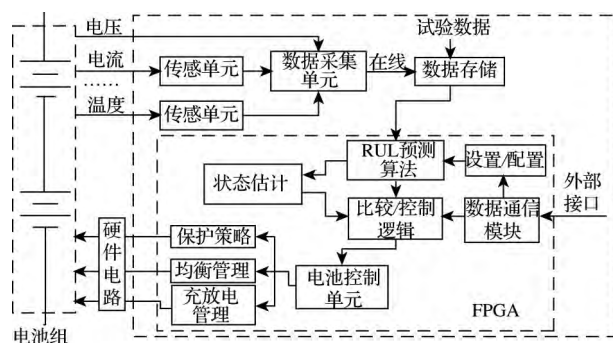 电压
试验数据
电流
传感单元
数据采集
单元
在线
数据存储
……
温度
传感单元
RUL预测
算法
设置/配置
状态估计
外部
接口
比较/控制
逻辑
数据通信
模块
硬件电路
保护策略
均衡管理
充放电
管理
电池控制
单元
FPGA
电池组